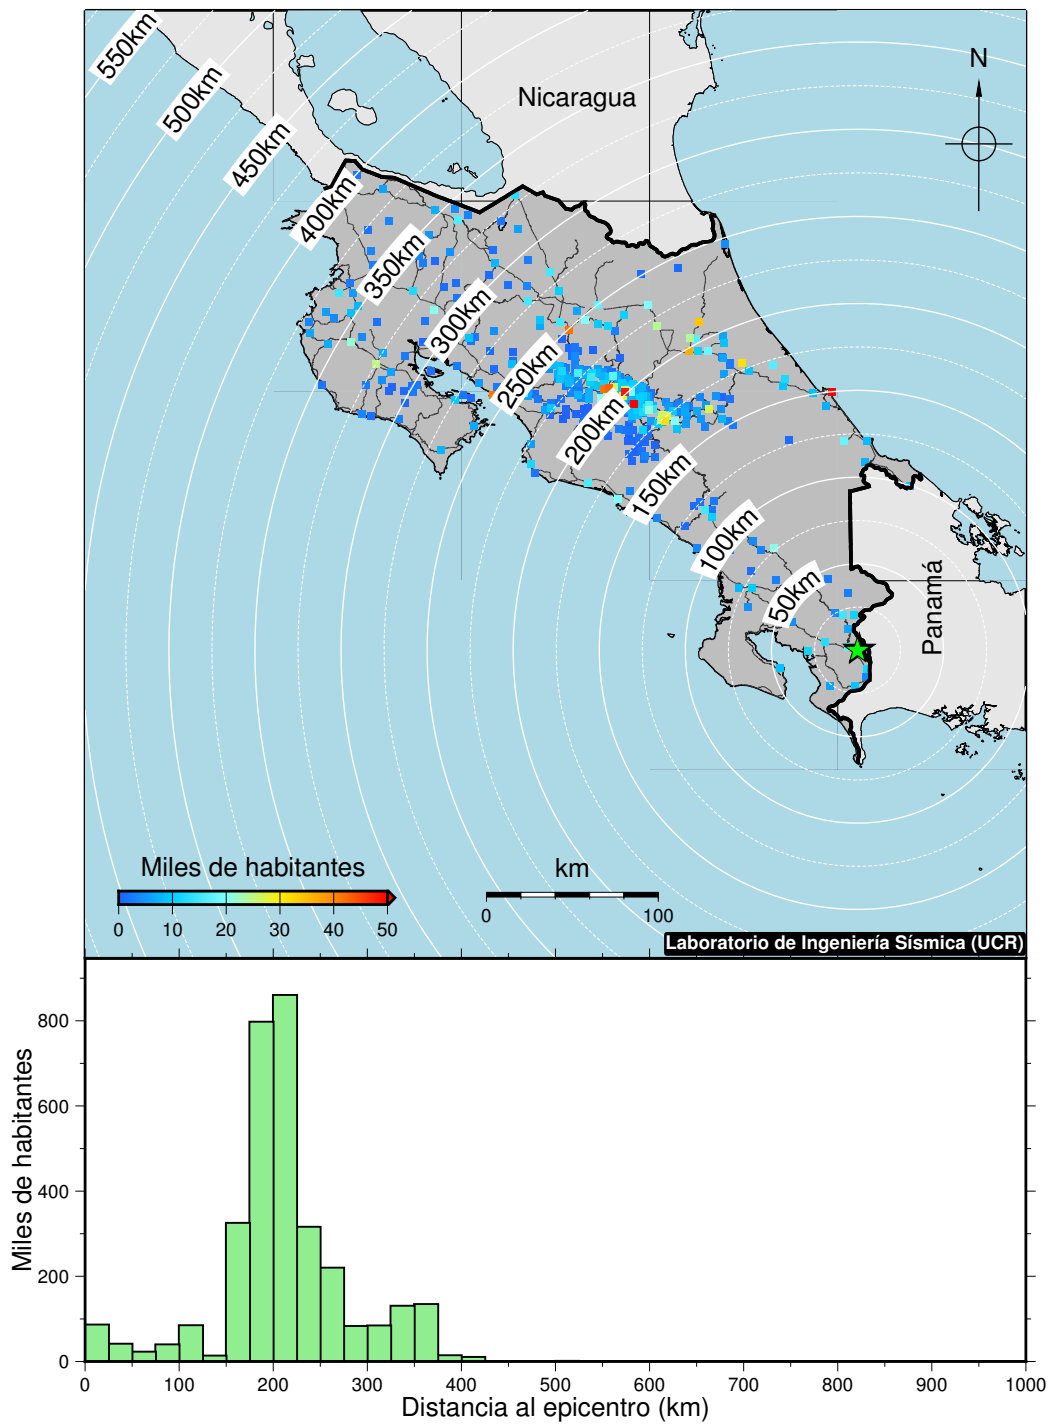 550km
500km
450km
400km
350km
300km
250km
200km
150km
100km
50km
Nicaragua
N
Panamá
Miles de habitantes
0 10 20 30 40 50
km
0 100
Laboratorio de Ingeniería Sísmica (UCR)
Miles de habitantes
800
600
400
200
0
0 100 200 300 400 500 600 700 800 900 1000
Distancia al epicentro (km)